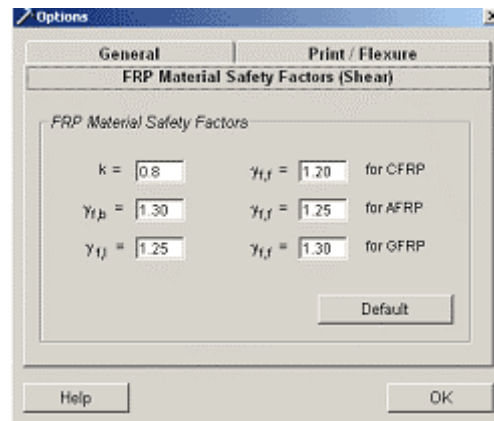 Options
General
Print / Flexure
FRP Material Safety Factors (Shear)
FRP Material Safety Factors
k = 0.8
γf,f = 1.20 for CFRP
γf,b = 1.30
γf,f = 1.25 for AFRP
γf,l = 1.25
γf,f = 1.30 for GFRP
Default
Help
OK